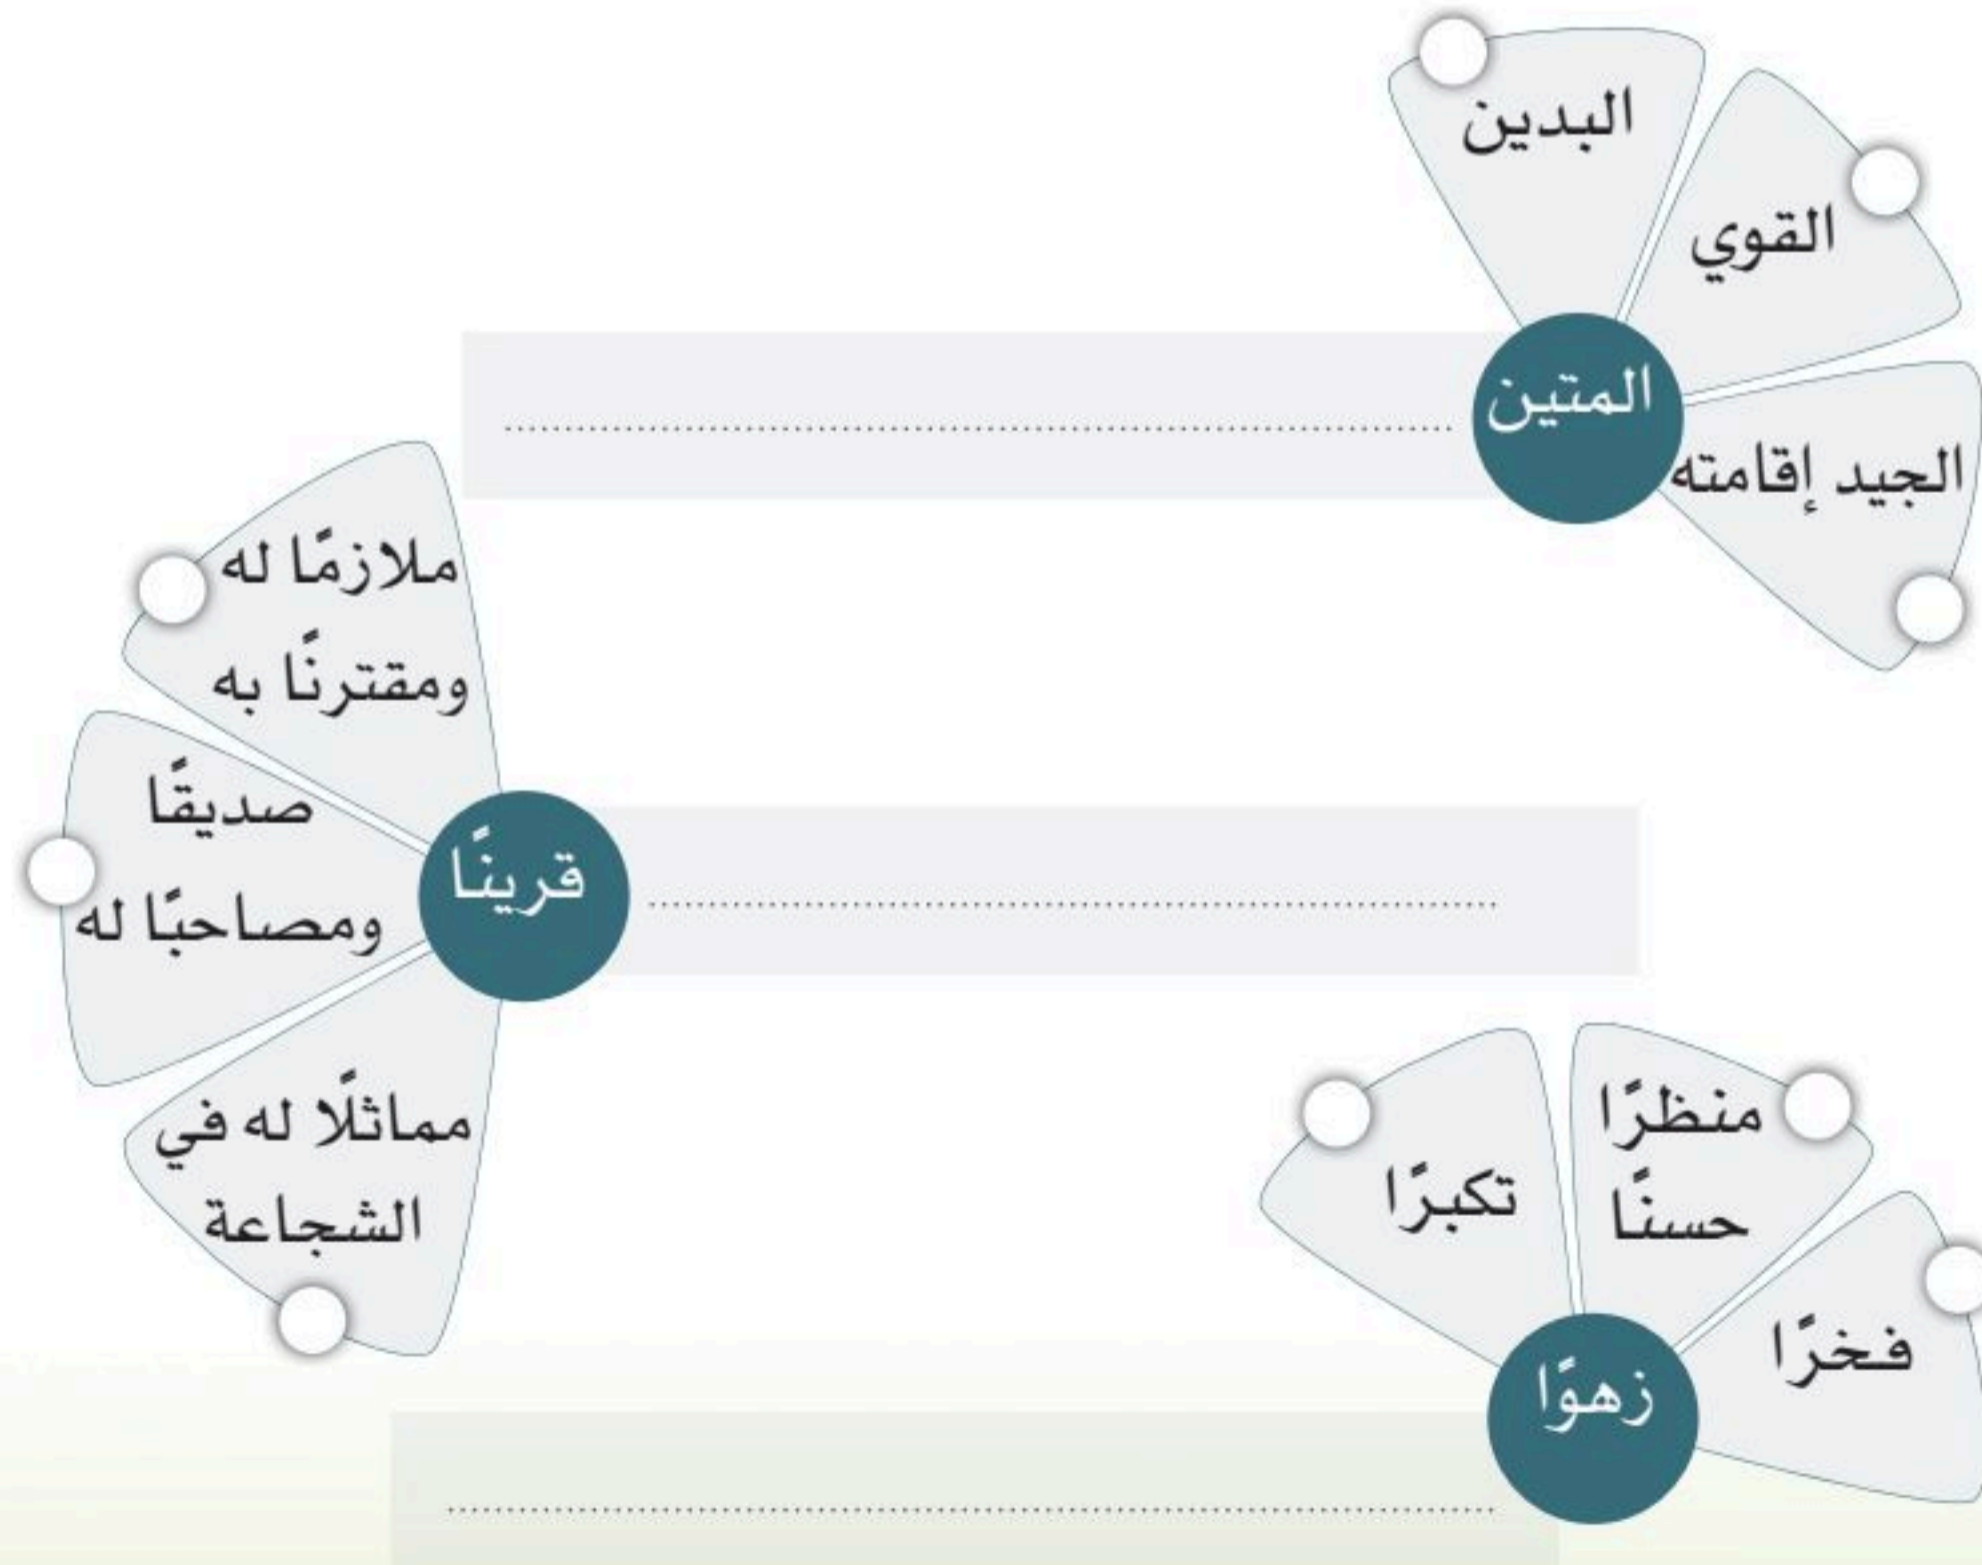 البدين
القوي
المتين
الجيد إقامته
ملازمًا له
ومقترنًا به
صديقًا
ومصاحبًا له
قرينًا
مماثلًا له في
الشجاعة
منظرًا
حسنًا
تكبرًا
فخرًا
زهوًا